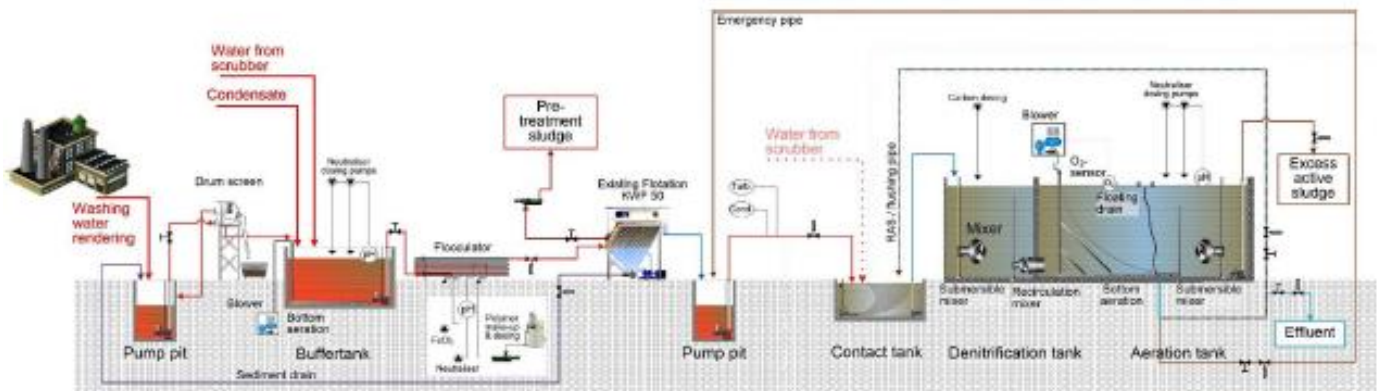 Emergency pipe
Water from
scrubber
Condensate
Neutraliser
dosing pumps
Drum screen
Washing
water
rendering
Pump pit
Blower
Bottom
aeration
Buffertank
Sediment drain
Pre-
treatment
sludge
Flocculator
pH
FeCl₃
Neutraliser
Polymer
make-up
& dosing
Existing Flotation
KWP 50
Pump pit
Turb
Cond
Water from
scrubber
Contact tank
RAS / flushing pipe
Carbon dosing
Blower
O₂-
sensor
Floating
drain
Neutraliser
dosing pumps
pH
Mixer
Submersible
mixer
Recirculation
mixer
Bottom
aeration
Submersible
mixer
Denitrification tank
Aeration tank
Excess
active
sludge
Effluent